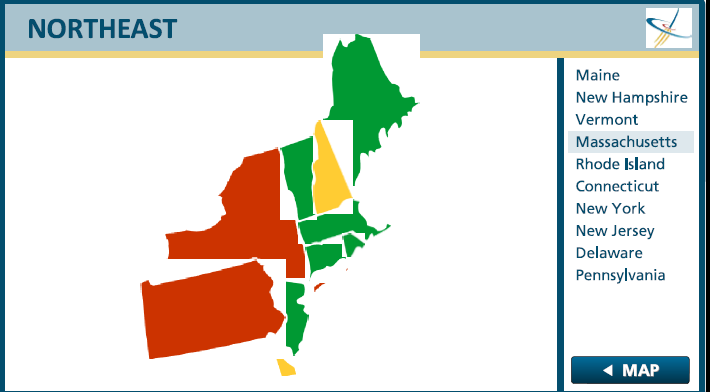 NORTHEAST
Maine
New Hampshire
Vermont
Massachusetts
Rhode Island
Connecticut
New York
New Jersey
Delaware
Pennsylvania
MAP